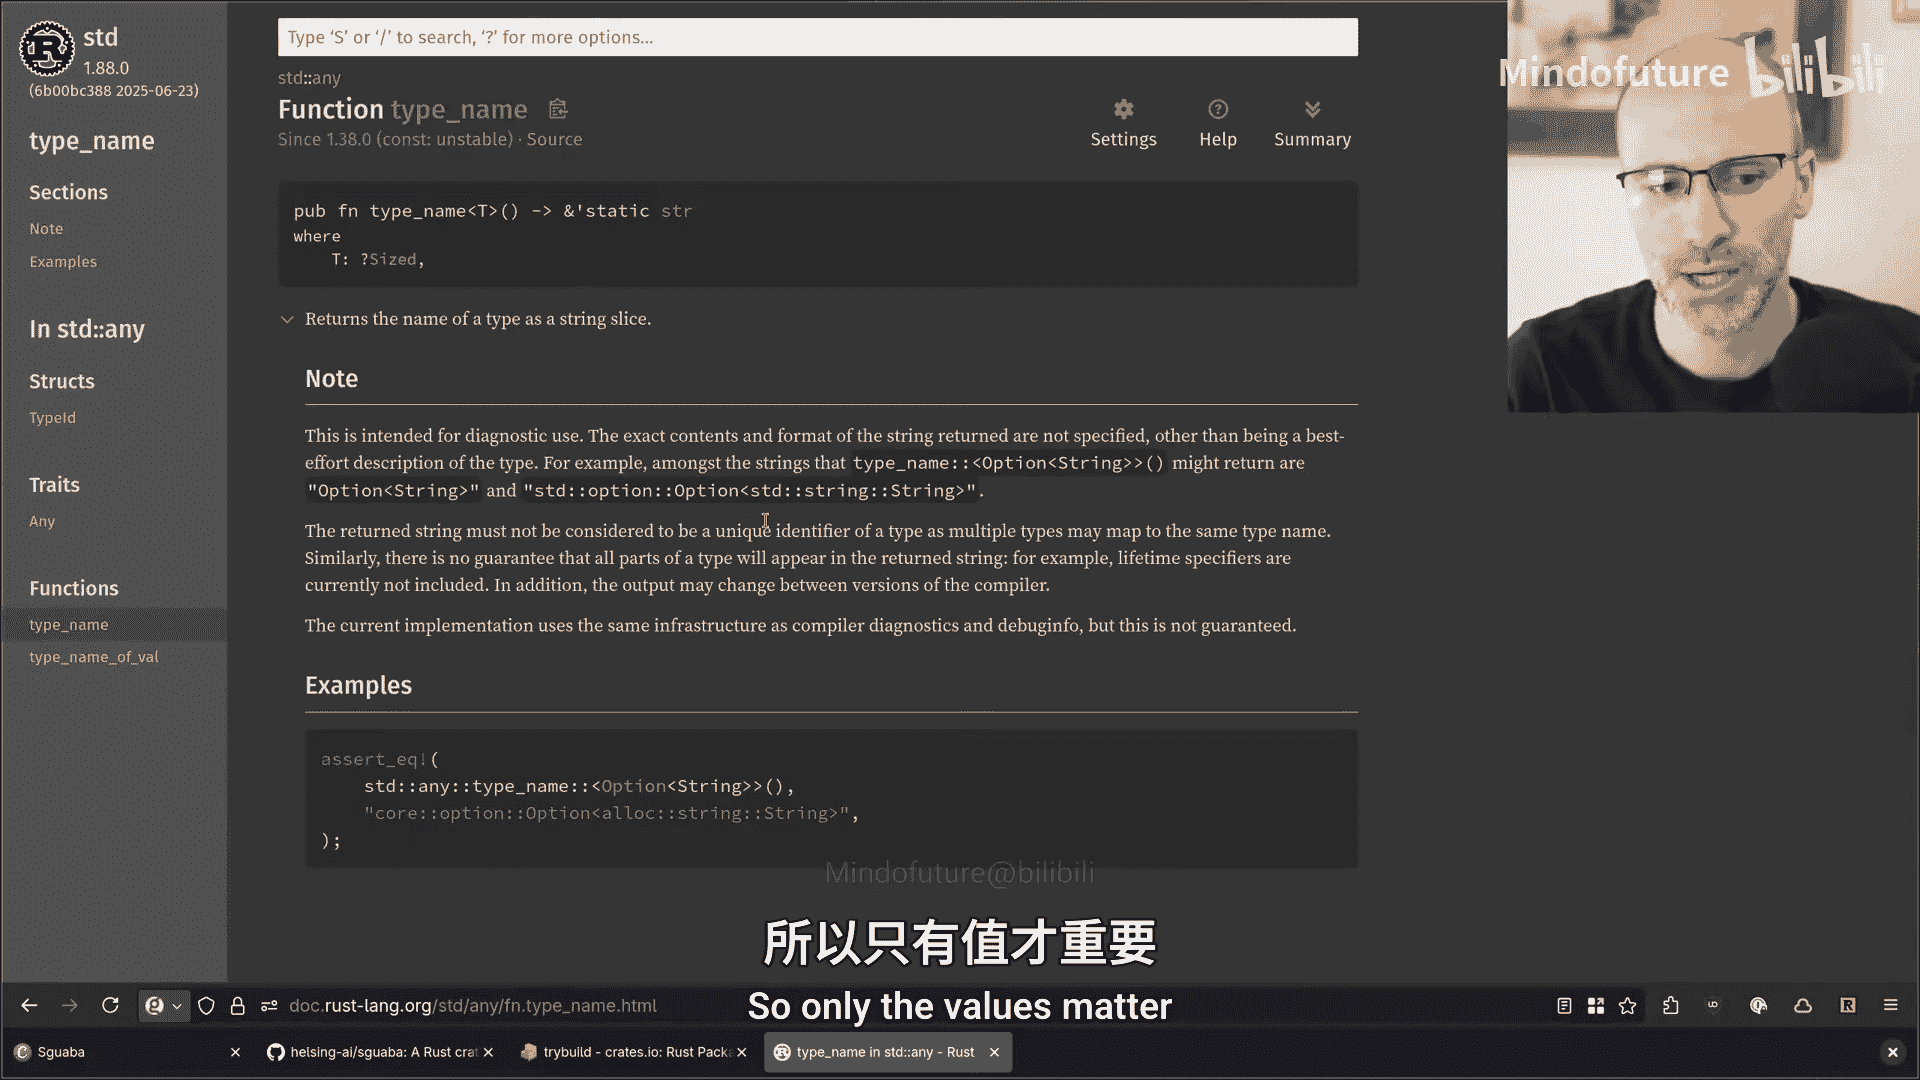 std
1.88.0
(6b00bc388 2025-06-23)
type_name
Sections
Note
Examples
In std::any
Structs
TypeId
Traits
Any
Functions
type_name
type_name_of_val
Type ‘S’ or ‘/’ to search, ‘?’ for more options…
std::any
Function type_name
Since 1.38.0 (const: unstable) · Source
Settings
Help
Summary
pub fn type_name<T>() -> &'static str
where
    T: ?Sized,
Returns the name of a type as a string slice.
Note
This is intended for diagnostic use. The exact contents and format of the string returned are not specified, other than being a best-
effort description of the type. For example, amongst the strings that type_name::<Option<String>>() might return are
"Option<String>" and "std::option::Option<std::string::String>".
The returned string must not be considered to be a unique identifier of a type as multiple types may map to the same type name.
Similarly, there is no guarantee that all parts of a type will appear in the returned string: for example, lifetime specifiers are
currently not included. In addition, the output may change between versions of the compiler.
The current implementation uses the same infrastructure as compiler diagnostics and debuginfo, but this is not guaranteed.
Examples
assert_eq!(
    std::any::type_name::<Option<String>>(),
    "core::option::Option<alloc::string::String>",
);
Mindofuture bilibili
Mindofuture@bilibili
所以只有值才重要
So only the values matter
doc.rust-lang.org/std/any/fn.type_name.html
Sguaba
helsing-ai/sguaba: A Rust crat
trybuild - crates.io: Rust Packa
type_name in std::any - Rust